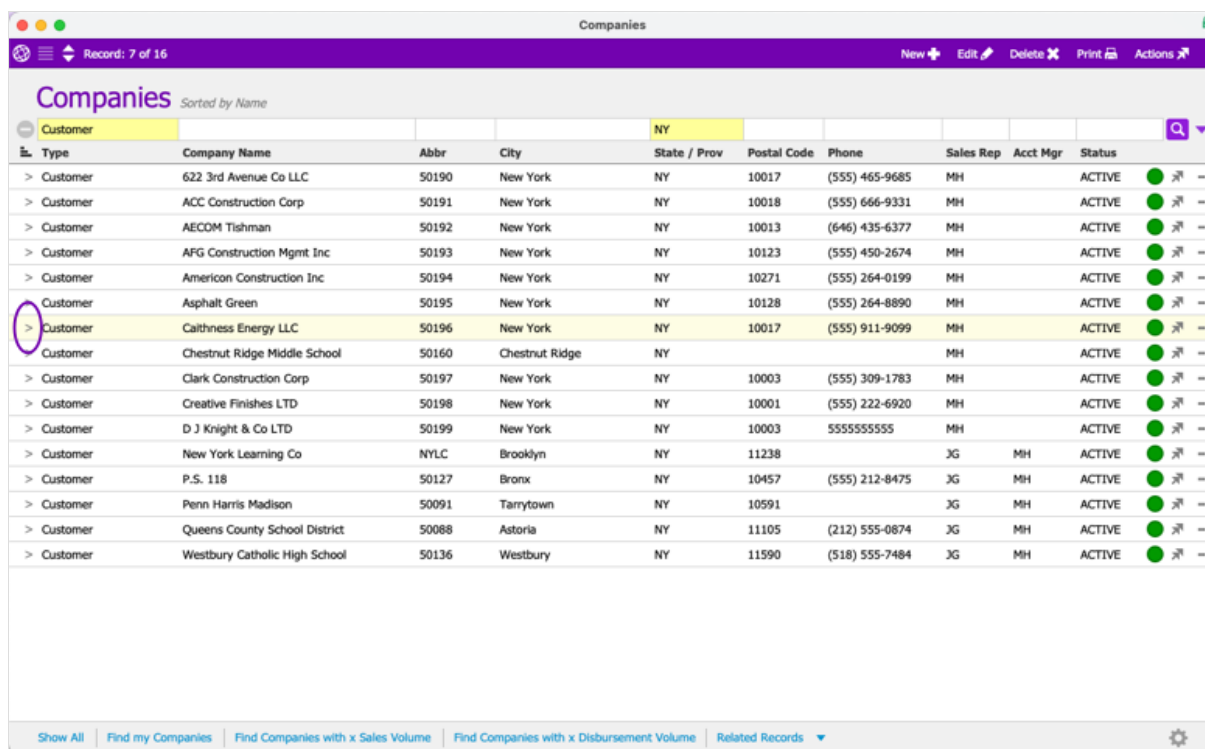 Companies
Record: 7 of 16 New Edit Delete Print Actions
Companies Sorted by Name
Customer NY
Type Company Name Abbr City State / Prov Postal Code Phone Sales Rep Acct Mgr Status
> Customer 622 3rd Avenue Co LLC 50190 New York NY 10017 (555) 465-9685 MH ACTIVE
> Customer ACC Construction Corp 50191 New York NY 10018 (555) 666-9331 MH ACTIVE
> Customer AECOM Tishman 50192 New York NY 10013 (646) 435-6377 MH ACTIVE
> Customer AFG Construction Mgmt Inc 50193 New York NY 10123 (555) 450-2674 MH ACTIVE
> Customer Americon Construction Inc 50194 New York NY 10271 (555) 264-0199 MH ACTIVE
> Customer Asphalt Green 50195 New York NY 10128 (555) 264-8890 MH ACTIVE
> Customer Caithness Energy LLC 50196 New York NY 10017 (555) 911-9099 MH ACTIVE
> Customer Chestnut Ridge Middle School 50160 Chestnut Ridge NY MH ACTIVE
> Customer Clark Construction Corp 50197 New York NY 10003 (555) 309-1783 MH ACTIVE
> Customer Creative Finishes LTD 50198 New York NY 10001 (555) 222-6920 MH ACTIVE
> Customer D J Knight & Co LTD 50199 New York NY 10003 5555555555 MH ACTIVE
> Customer New York Learning Co NYLC Brooklyn NY 11238 JG MH ACTIVE
> Customer P.S. 118 50127 Bronx NY 10457 (555) 212-8475 JG MH ACTIVE
> Customer Penn Harris Madison 50091 Tarrytown NY 10591 JG MH ACTIVE
> Customer Queens County School District 50088 Astoria NY 11105 (212) 555-0874 JG MH ACTIVE
> Customer Westbury Catholic High School 50136 Westbury NY 11590 (518) 555-7484 JG MH ACTIVE
Show All Find my Companies Find Companies with x Sales Volume Find Companies with x Disbursement Volume Related Records